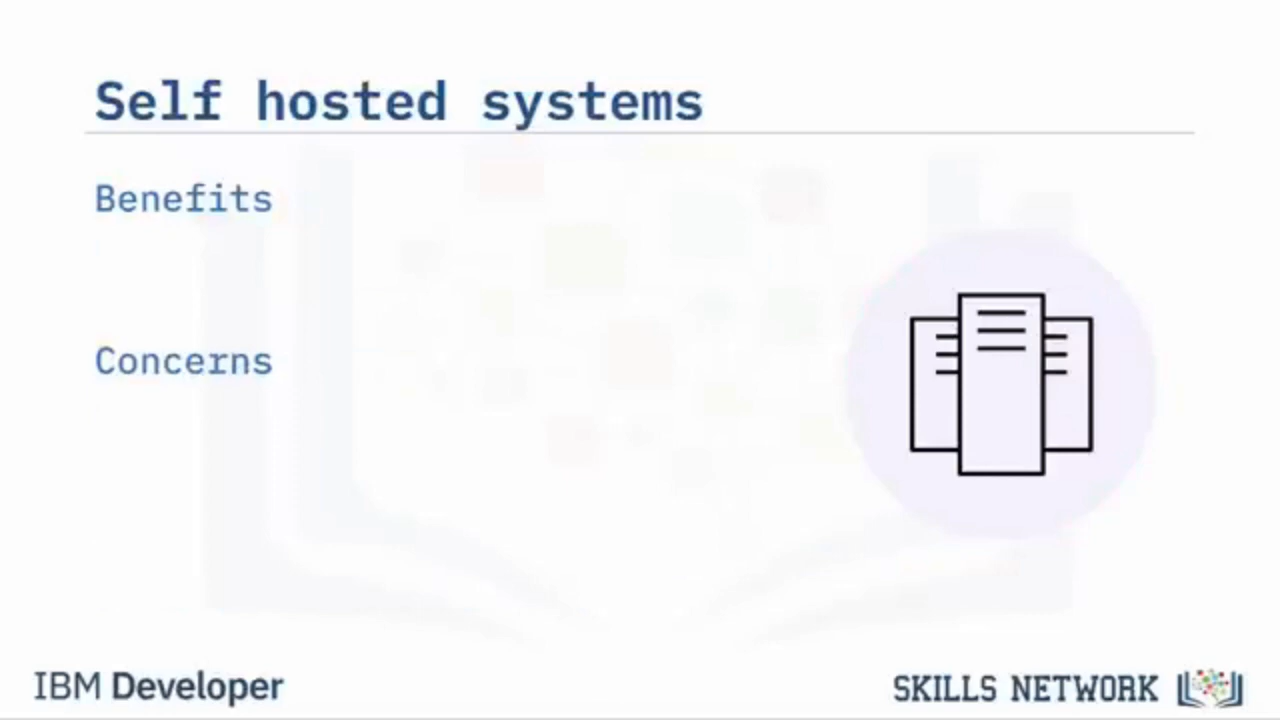 Self hosted systems
Benefits
Concerns
IBM Developer
SKILLS NETWORK